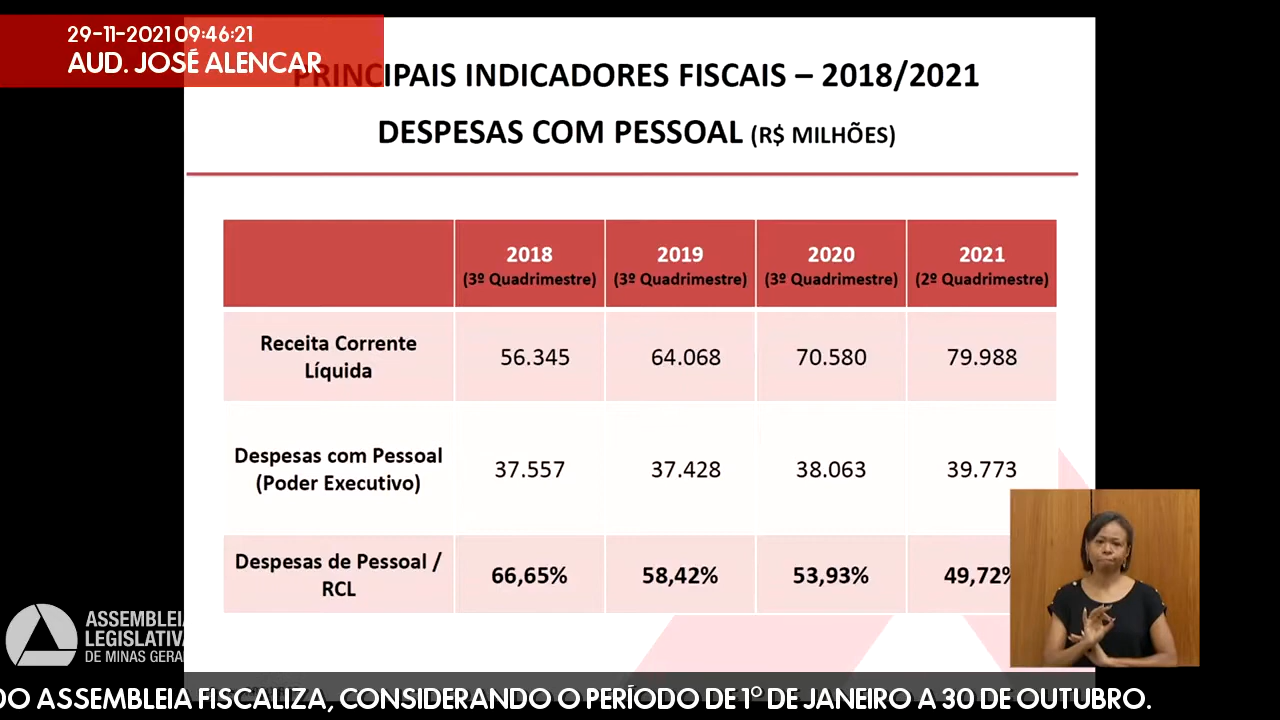 29-11-2021 09:46:21
AUD. JOSÉ ALENCAR
PRINCIPAIS INDICADORES FISCAIS – 2018/2021
DESPESAS COM PESSOAL (R$ MILHÕES)
2018 2019 2020 2021
(3º Quadrimestre) (3º Quadrimestre) (3º Quadrimestre) (2º Quadrimestre)
Receita Corrente
Líquida 56.345 64.068 70.580 79.988
Despesas com Pessoal
(Poder Executivo) 37.557 37.428 38.063 39.773
Despesas de Pessoal /
RCL 66,65% 58,42% 53,93% 49,72%
ASSEMBLEIA
LEGISLATIVA
DE MINAS GERAI
DO ASSEMBLEIA FISCALIZA, CONSIDERANDO O PERÍODO DE 1º DE JANEIRO A 30 DE OUTUBRO.